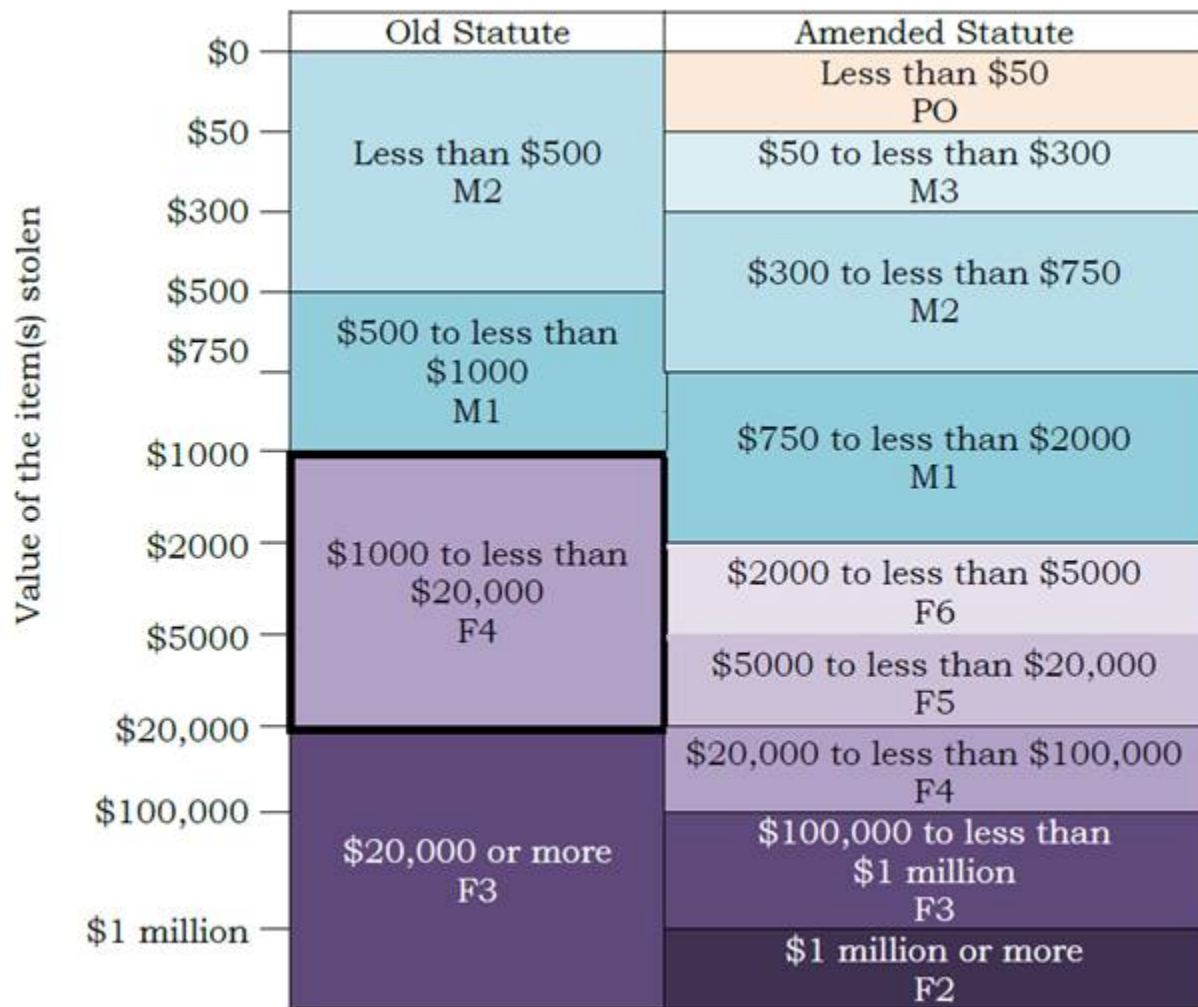 Old Statute
Amended Statute
Value of the item(s) stolen
$0
$50
$300
$500
$750
$1000
$2000
$5000
$20,000
$100,000
$1 million
Less than $500
M2
$500 to less than
$1000
M1
$1000 to less than
$20,000
F4
$20,000 or more
F3
Less than $50
PO
$50 to less than $300
M3
$300 to less than $750
M2
$750 to less than $2000
M1
$2000 to less than $5000
F6
$5000 to less than $20,000
F5
$20,000 to less than $100,000
F4
$100,000 to less than
$1 million
F3
$1 million or more
F2